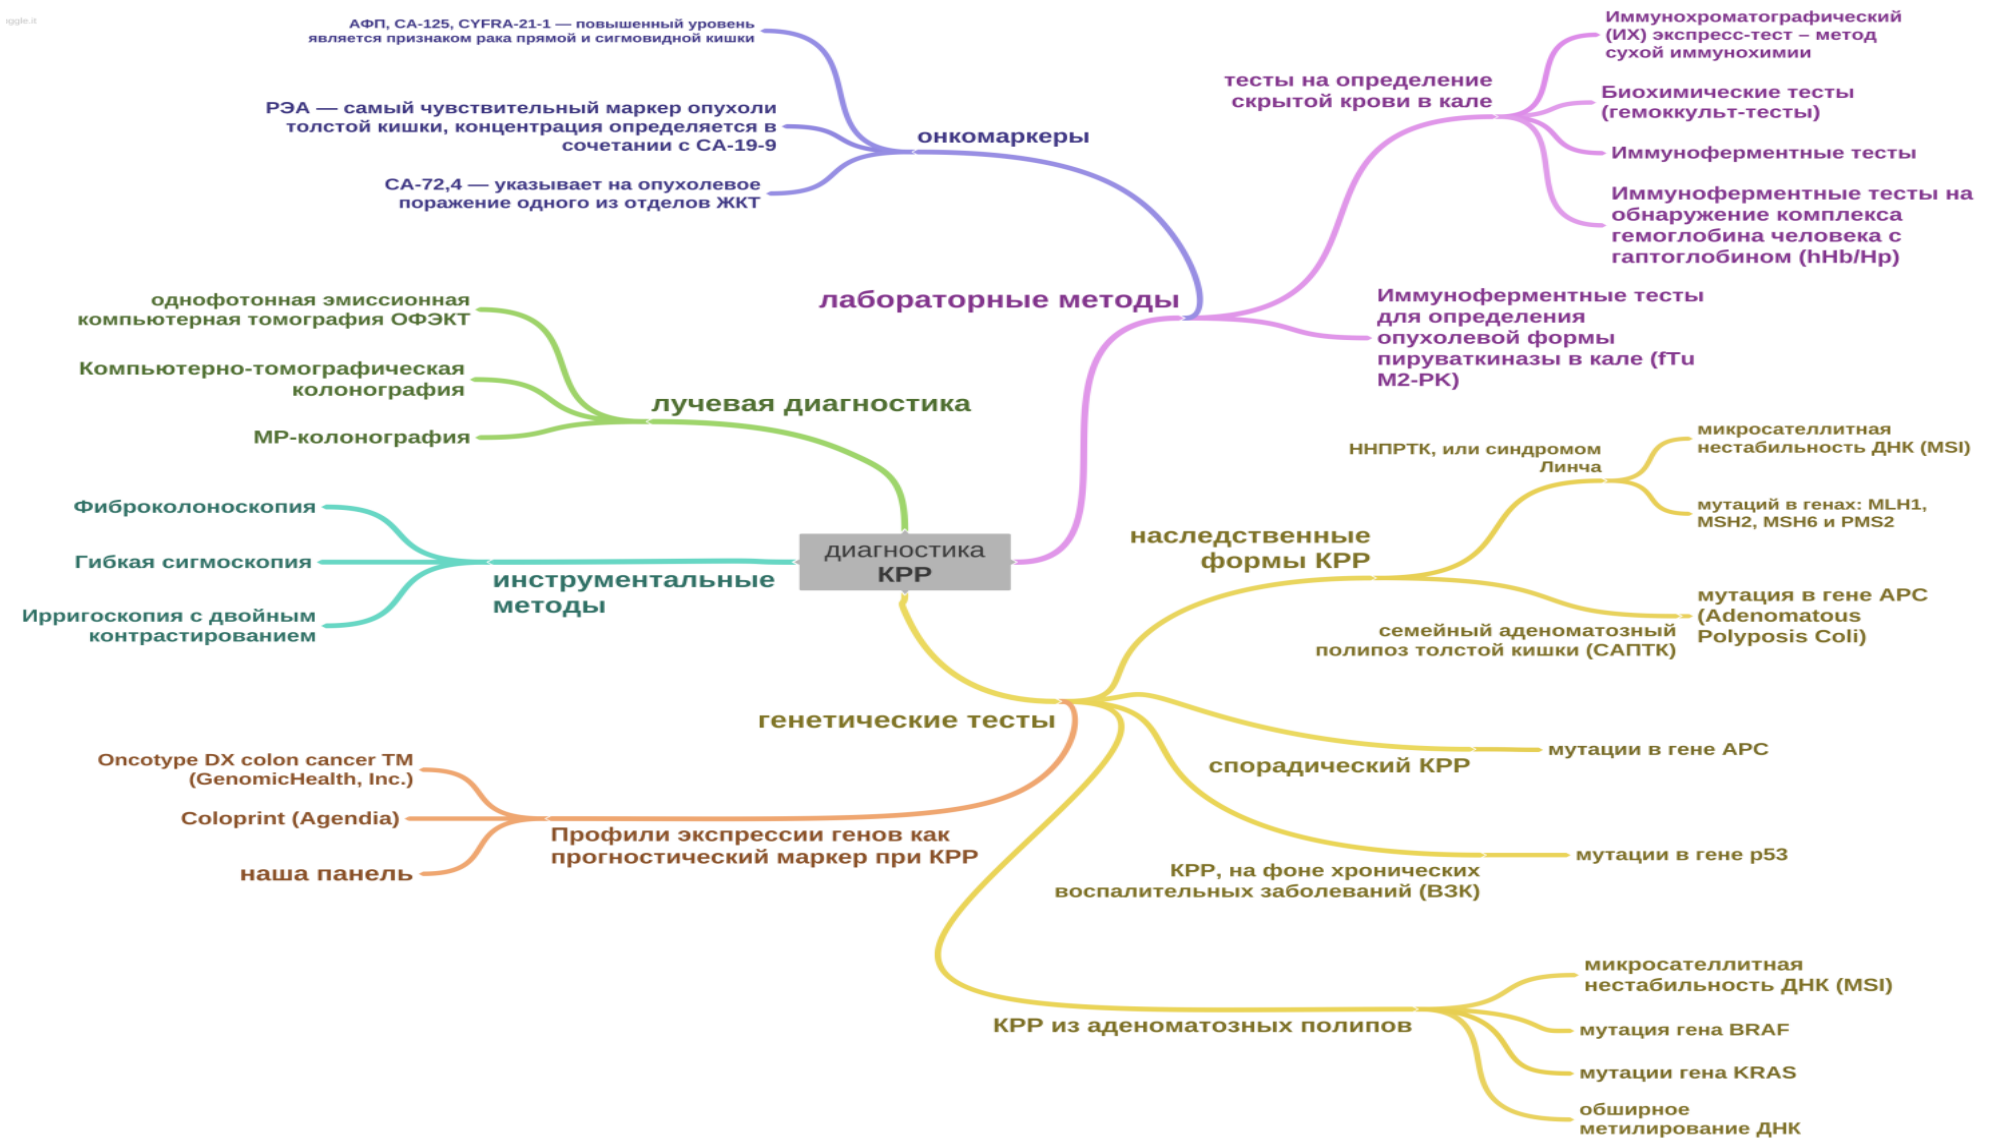 oggle.it
АФП, СА-125, CYFRA-21-1 — повышенный уровень
является признаком рака прямой и сигмовидной кишки
РЭА — самый чувствительный маркер опухоли
толстой кишки, концентрация определяется в
сочетании с СА-19-9
СА-72,4 — указывает на опухолевое
поражение одного из отделов ЖКТ
онкомаркеры
тесты на определение
скрытой крови в кале
Иммунохроматографический
(ИХ) экспресс-тест – метод
сухой иммунохимии
Биохимические тесты
(гемоккульт-тесты)
Иммуноферментные тесты
Иммуноферментные тесты на
обнаружение комплекса
гемоглобина человека с
гаптоглобином (hHb/Hp)
лабораторные методы
Иммуноферментные тесты
для определения
опухолевой формы
пируваткиназы в кале (fTu
M2-PK)
однофотонная эмиссионная
компьютерная томография ОФЭКТ
Компьютерно-томографическая
колонография
МР-колонография
лучевая диагностика
Фиброколоноскопия
Гибкая сигмоскопия
Ирригоскопия с двойным
контрастированием
инструментальные
методы
диагностика
КРР
наследственные
формы КРР
ННПРТК, или синдромом
Линча
микросателлитная
нестабильность ДНК (MSI)
мутаций в генах: MLH1,
MSH2, MSH6 и PMS2
семейный аденоматозный
полипоз толстой кишки (САПТК)
мутация в гене APC
(Adenomatous
Polyposis Coli)
генетические тесты
спорадический КРР
мутации в гене APC
КРР, на фоне хронических
воспалительных заболеваний (ВЗК)
мутации в гене p53
Oncotype DX colon cancer TM
(GenomicHealth, Inc.)
Coloprint (Agendia)
наша панель
Профили экспрессии генов как
прогностический маркер при КРР
КРР из аденоматозных полипов
микросателлитная
нестабильность ДНК (MSI)
мутация гена BRAF
мутации гена KRAS
обширное
метилирование ДНК